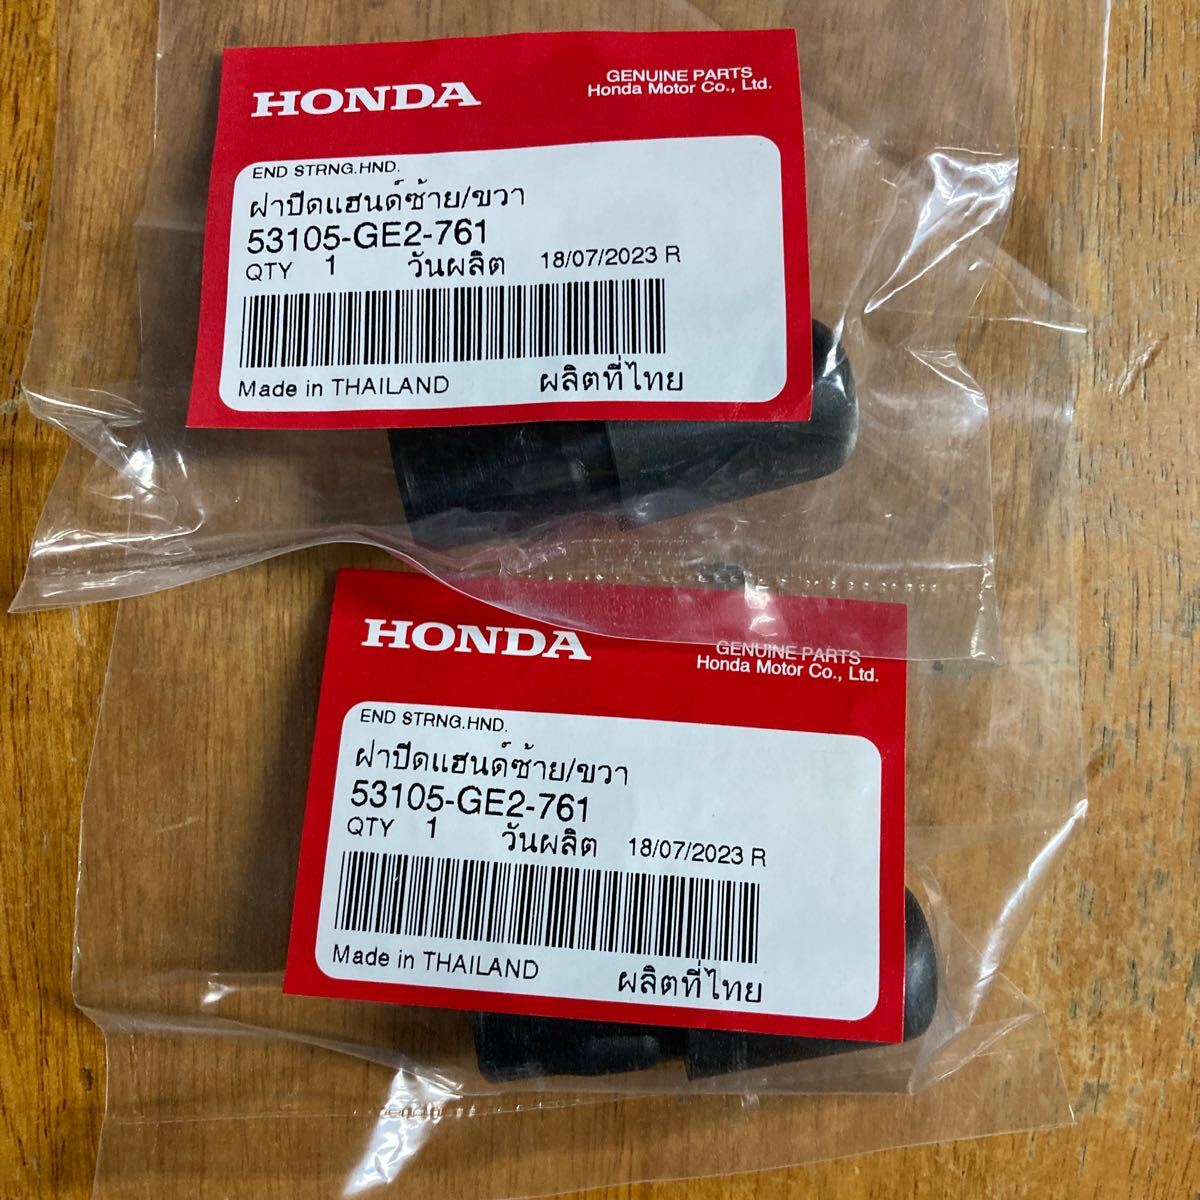 HONDA
GENUINE PARTS
Honda Motor Co., Ltd.
END STRNG.HND.
ฝาปิดแฮนด์ซ้าย/ขวา
53105-GE2-761
QTY 1 วันผลิต 18/07/2023 R
Made in THAILAND ผลิตที่ไทย
HONDA
GENUINE PARTS
Honda Motor Co., Ltd.
END STRNG.HND.
ฝาปิดแฮนด์ซ้าย/ขวา
53105-GE2-761
QTY 1 วันผลิต 18/07/2023 R
Made in THAILAND ผลิตที่ไทย